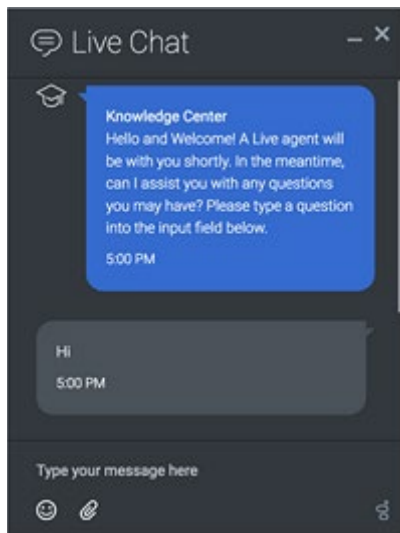 Live Chat
Knowledge Center
Hello and Welcome! A Live agent will
be with you shortly. In the meantime,
can I assist you with any questions
you may have? Please type a question
into the input field below.
5:00 PM
Hi
5:00 PM
Type your message here